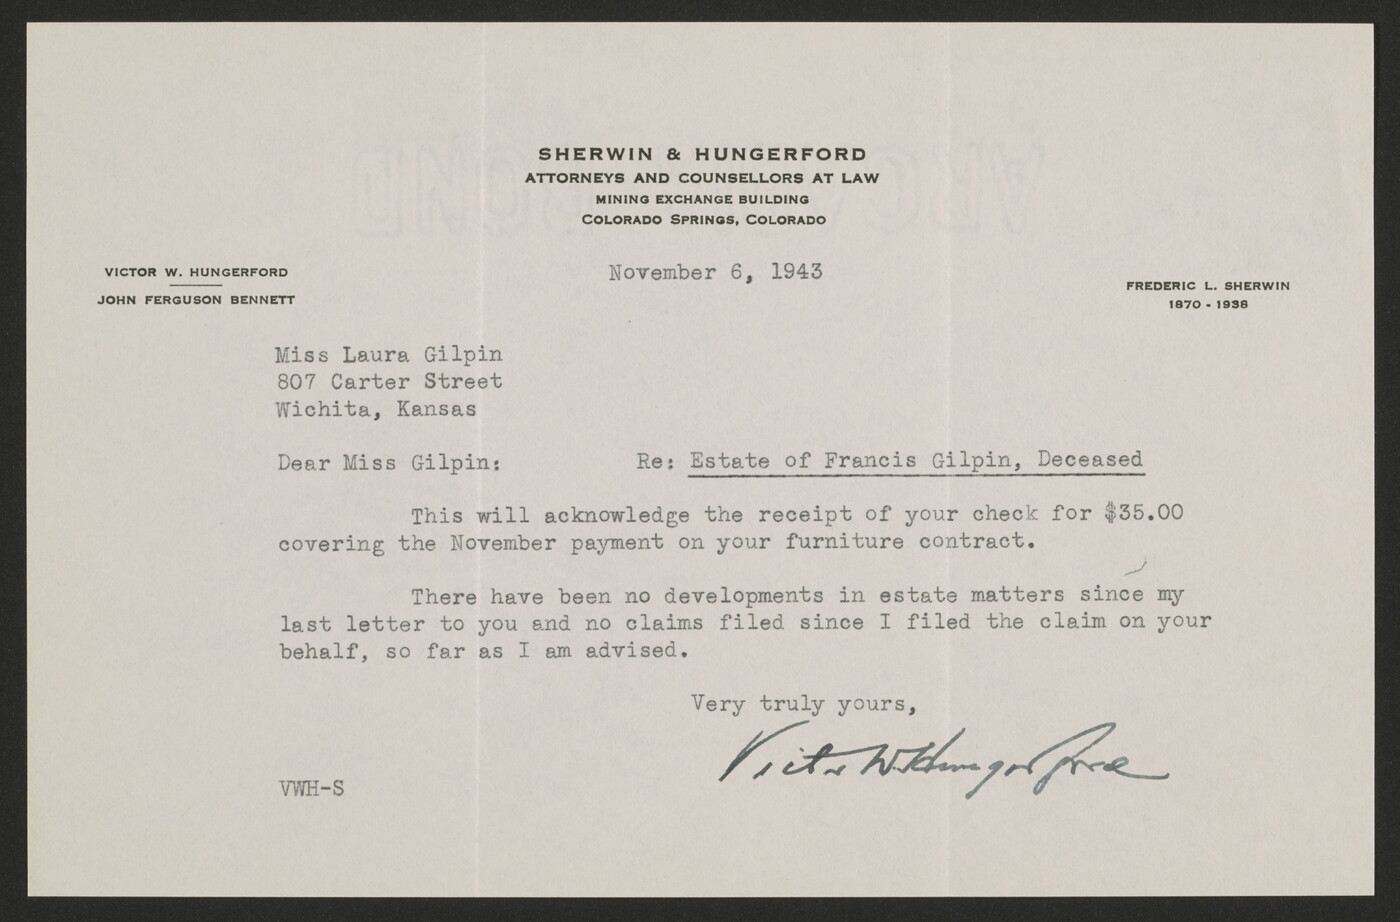 SHERWIN & HUNGERFORD
ATTORNEYS AND COUNSELLORS AT LAW
MINING EXCHANGE BUILDING
COLORADO SPRINGS, COLORADO
VICTOR W. HUNGERFORD
JOHN FERGUSON BENNETT
November 6, 1943
FREDERIC L. SHERWIN
1870 - 1938
Miss Laura Gilpin
807 Carter Street
Wichita, Kansas
Dear Miss Gilpin: Re: Estate of Francis Gilpin, Deceased
This will acknowledge the receipt of your check for $35.00
covering the November payment on your furniture contract.
There have been no developments in estate matters since my
last letter to you and no claims filed since I filed the claim on your
behalf, so far as I am advised.
Very truly yours,
Victor W. Hungerford
VWH-S